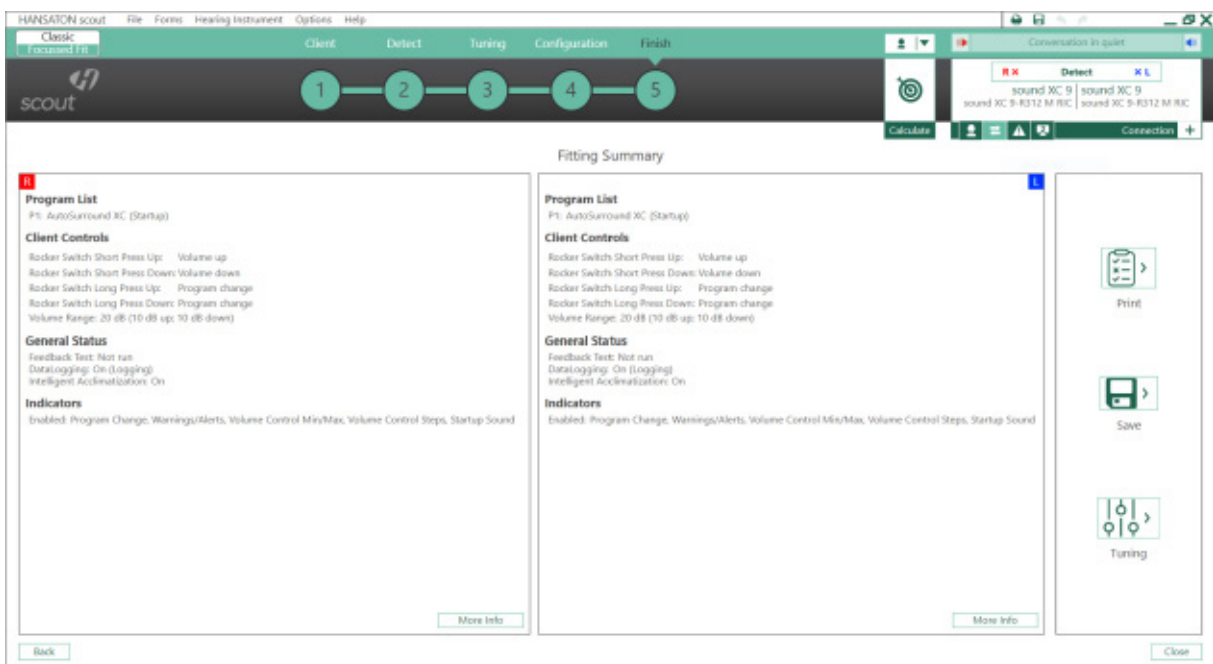 HANSATON scout File Forms Hearing Instrument Options Help
Classic
Focussed Fit
Client Detect Tuning Configuration Finish
Conversation in quiet
scout
1 2 3 4 5
R Detect L
sound XC 9 sound XC 9
sound XC 9-R312 M RIC sound XC 9-R312 M RIC
Calculate
Connection +
Fitting Summary
R
Program List
P1: AutoSurround XC (Startup)
Client Controls
Rocker Switch Short Press Up: Volume up
Rocker Switch Short Press Down: Volume down
Rocker Switch Long Press Up: Program change
Rocker Switch Long Press Down: Program change
Volume Range: 20 dB (10 dB up; 10 dB down)
General Status
Feedback Test: Not run
DataLogging: On (Logging)
Intelligent Acclimatization: On
Indicators
Enabled: Program Change, Warnings/Alerts, Volume Control Min/Max, Volume Control Steps, Startup Sound
More Info
L
Program List
P1: AutoSurround XC (Startup)
Client Controls
Rocker Switch Short Press Up: Volume up
Rocker Switch Short Press Down: Volume down
Rocker Switch Long Press Up: Program change
Rocker Switch Long Press Down: Program change
Volume Range: 20 dB (10 dB up; 10 dB down)
General Status
Feedback Test: Not run
DataLogging: On (Logging)
Intelligent Acclimatization: On
Indicators
Enabled: Program Change, Warnings/Alerts, Volume Control Min/Max, Volume Control Steps, Startup Sound
More Info
Print
Save
Tuning
Back
Close